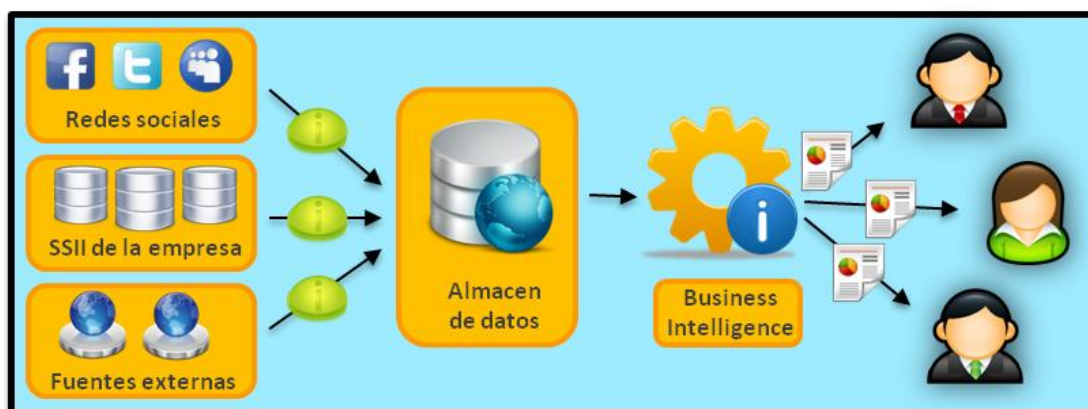 Redes sociales
SSII de la empresa
Fuentes externas
Almacen
de datos
Business
Intelligence